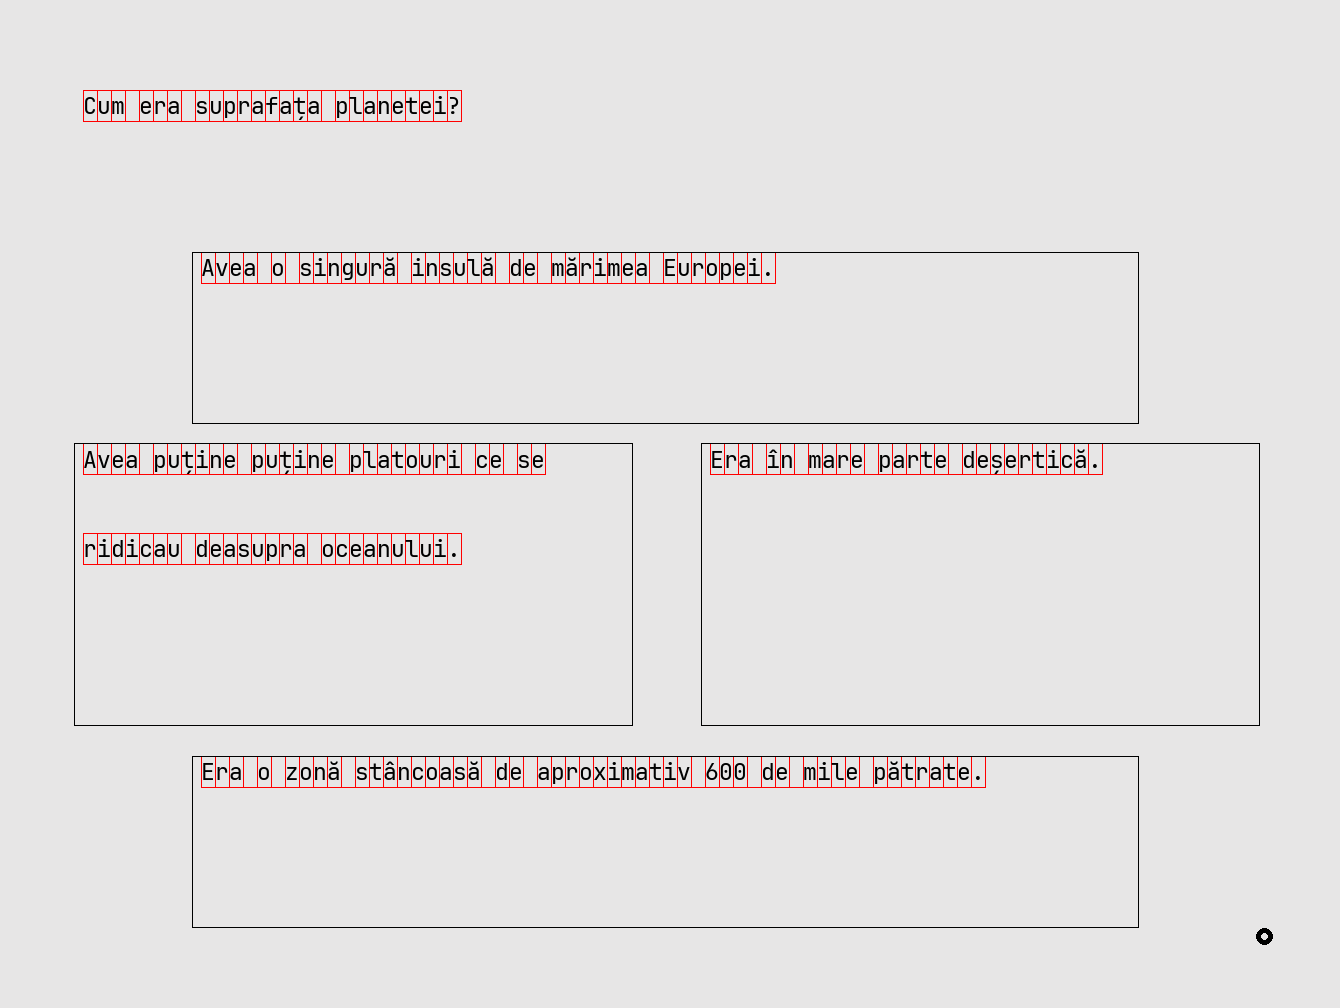 Cum era suprafața planetei?
Avea o singură insulă de mărimea Europei.
Avea puține puține platouri ce se
ridicau deasupra oceanului.
Era în mare parte deșertică.
Era o zonă stâncoasă de aproximativ 600 de mile pătrate.